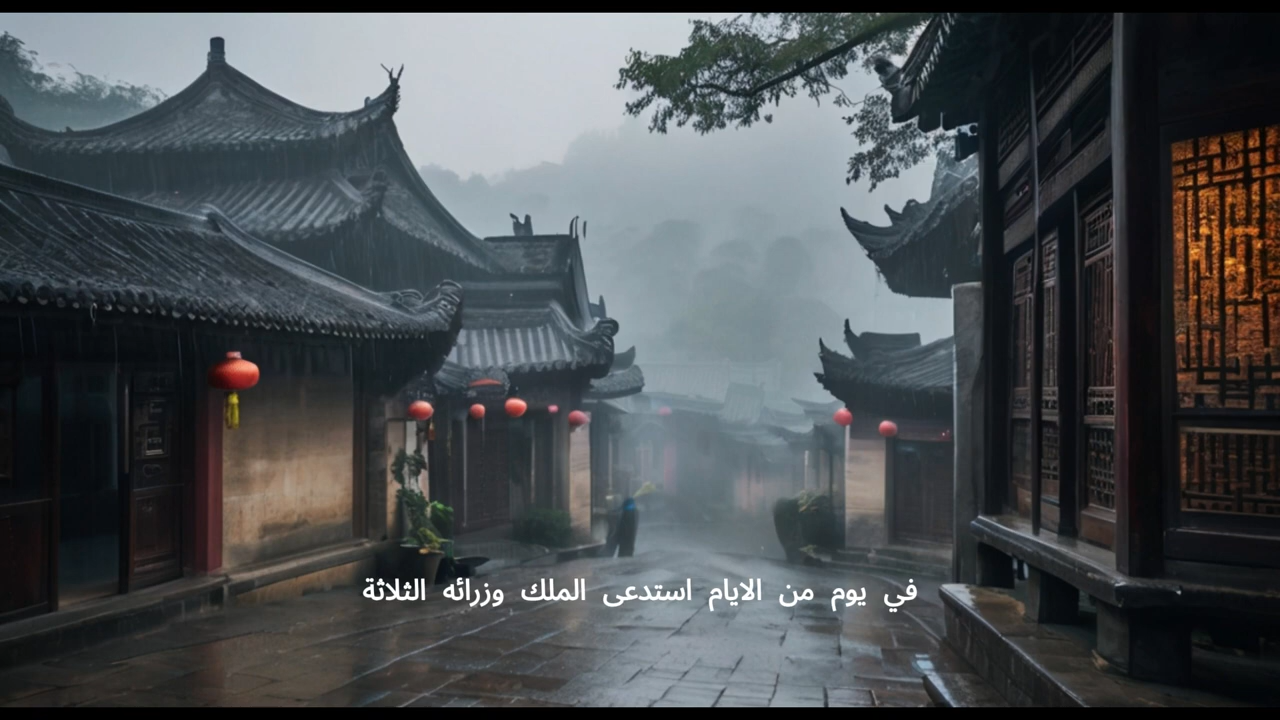 في يوم من الايام استدعى الملك وزرائه الثلاثة